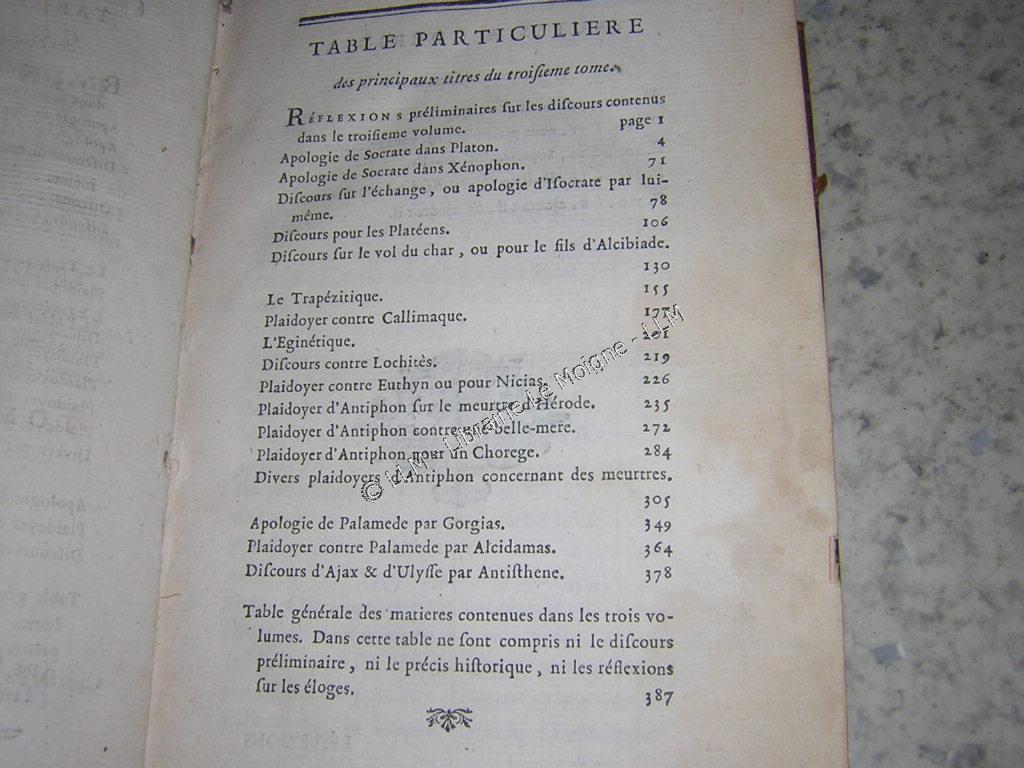 TABLE PARTICULIERE
des principaux titres du troiſieme tome.
RÉFLEXIONS préliminaires ſur les diſcours contenus
dans le troiſieme volume. page 1
Apologie de Socrate dans Platon. 4
Apologie de Socrate dans Xénophon. 71
Diſcours ſur l'échange, ou apologie d'Iſocrate par lui-
même. 78
Diſcours pour les Platéens. 106
Diſcours ſur le vol du char, ou pour le fils d'Alcibiade.
130
Le Trapézitique. 155
Plaidoyer contre Callimaque. 177
L'Eginétique. 201
Diſcours contre Lochitès. 219
Plaidoyer contre Euthyn ou pour Nicias. 226
Plaidoyer d'Antiphon ſur le meurtre d'Hérode. 235
Plaidoyer d'Antiphon contre une belle-mere. 272
Plaidoyer d'Antiphon pour un Chorege. 284
Divers plaidoyers d'Antiphon concernant des meurtres.
305
Apologie de Palamede par Gorgias. 349
Plaidoyer contre Palamede par Alcidamas. 364
Diſcours d'Ajax & d'Ulyſſe par Antiſthene. 378
Table générale des matieres contenues dans les trois vo-
lumes. Dans cette table ne ſont compris ni le diſcours
préliminaire, ni le précis hiſtorique, ni les réflexions
ſur les éloges. 387
© LLM - Librairie Le Moigne - LLM